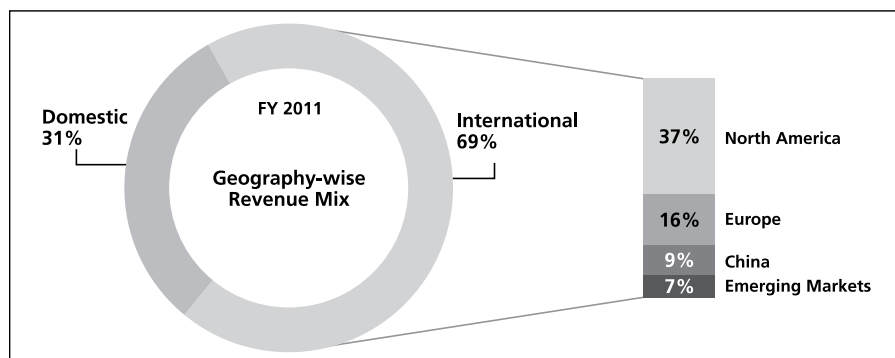 Domestic
31%
FY 2011
Geography-wise
Revenue Mix
International
69%
37% North America
16% Europe
9% China
7% Emerging Markets